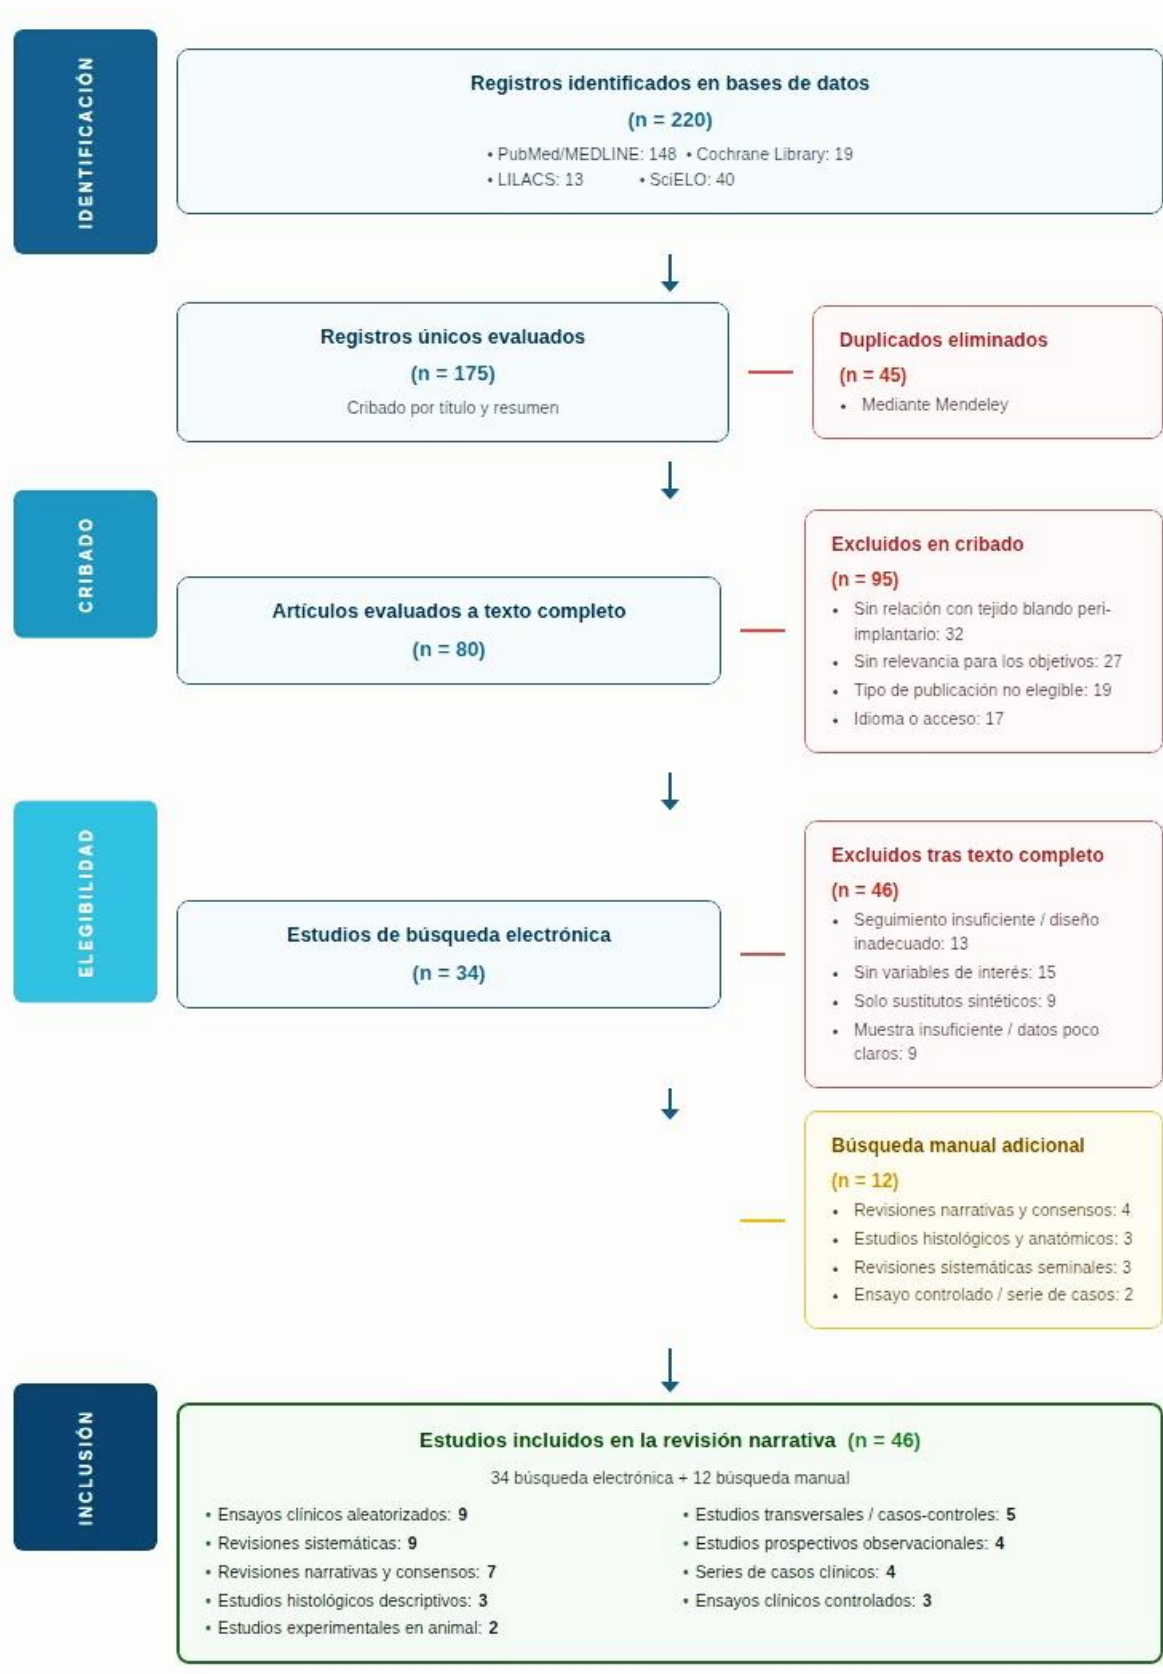 IDENTIFICACIÓN
Registros identificados en bases de datos
(n = 220)
• PubMed/MEDLINE: 148 • Cochrane Library: 19
• LILACS: 13 • SciELO: 40
Registros únicos evaluados
(n = 175)
Cribado por título y resumen
Duplicados eliminados
(n = 45)
• Mediante Mendeley
CRIBADO
Artículos evaluados a texto completo
(n = 80)
Excluidos en cribado
(n = 95)
• Sin relación con tejido blando peri-
implantario: 32
• Sin relevancia para los objetivos: 27
• Tipo de publicación no elegible: 19
• Idioma o acceso: 17
ELEGIBILIDAD
Estudios de búsqueda electrónica
(n = 34)
Excluidos tras texto completo
(n = 46)
• Seguimiento insuficiente / diseño
inadecuado: 13
• Sin variables de interés: 15
• Solo sustitutos sintéticos: 9
• Muestra insuficiente / datos poco
claros: 9
Búsqueda manual adicional
(n = 12)
• Revisiones narrativas y consensos: 4
• Estudios histológicos y anatómicos: 3
• Revisiones sistemáticas seminales: 3
• Ensayo controlado / serie de casos: 2
INCLUSIÓN
Estudios incluidos en la revisión narrativa (n = 46)
34 búsqueda electrónica + 12 búsqueda manual
• Ensayos clínicos aleatorizados: 9
• Revisiones sistemáticas: 9
• Revisiones narrativas y consensos: 7
• Estudios histológicos descriptivos: 3
• Estudios experimentales en animal: 2
• Estudios transversales / casos-controles: 5
• Estudios prospectivos observacionales: 4
• Series de casos clínicos: 4
• Ensayos clínicos controlados: 3